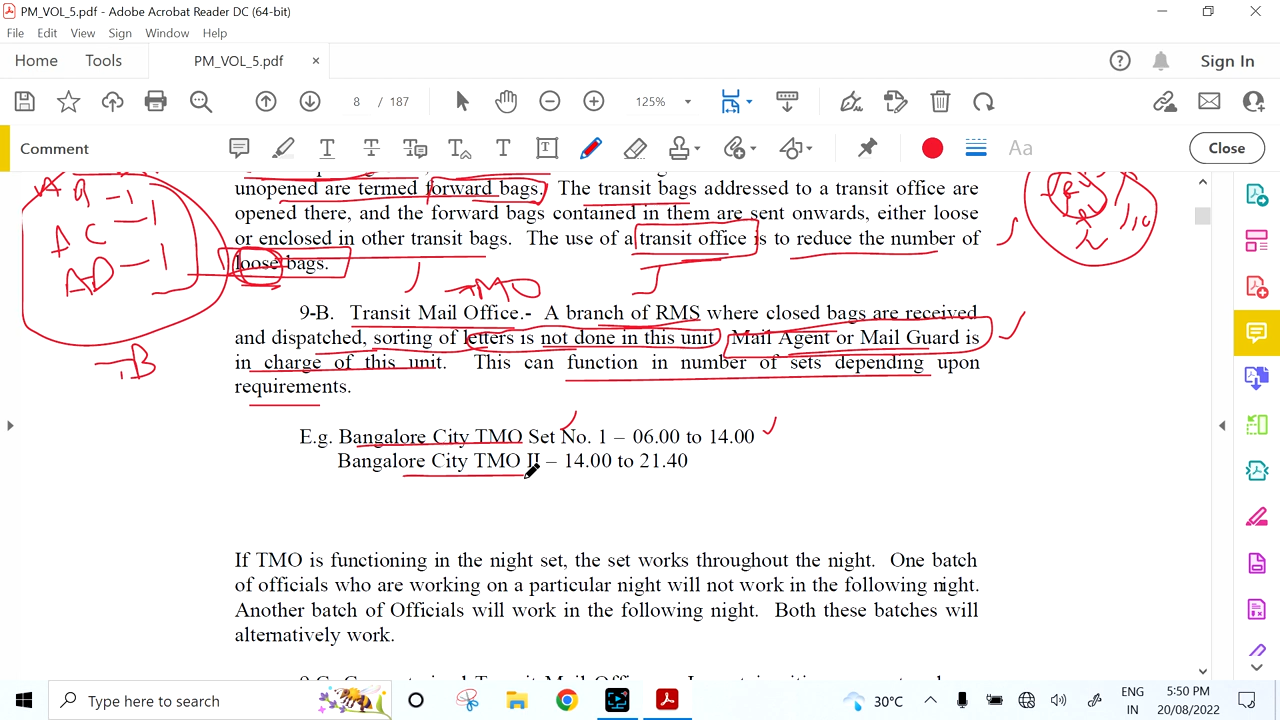 PM_VOL_5.pdf - Adobe Acrobat Reader DC (64-bit)
File Edit View Sign Window Help
Home Tools PM_VOL_5.pdf × Sign In
8 / 187 125%
Comment Aa Close
unopened are termed forward bags. The transit bags addressed to a transit office are
opened there, and the forward bags contained in them are sent onwards, either loose
or enclosed in other transit bags. The use of a transit office is to reduce the number of
loose bags.
A B - 1
A C - 1
AD - 1
TMO
TB
9-B. Transit Mail Office.- A branch of RMS where closed bags are received
and dispatched, sorting of letters is not done in this unit Mail Agent or Mail Guard is
in charge of this unit. This can function in number of sets depending upon
requirements.
E.g. Bangalore City TMO Set No. 1 – 06.00 to 14.00
Bangalore City TMO II – 14.00 to 21.40
If TMO is functioning in the night set, the set works throughout the night. One batch
of officials who are working on a particular night will not work in the following night.
Another batch of Officials will work in the following night. Both these batches will
alternatively work.
Type here to search
30°C
ENG
IN
5:50 PM
20/08/2022